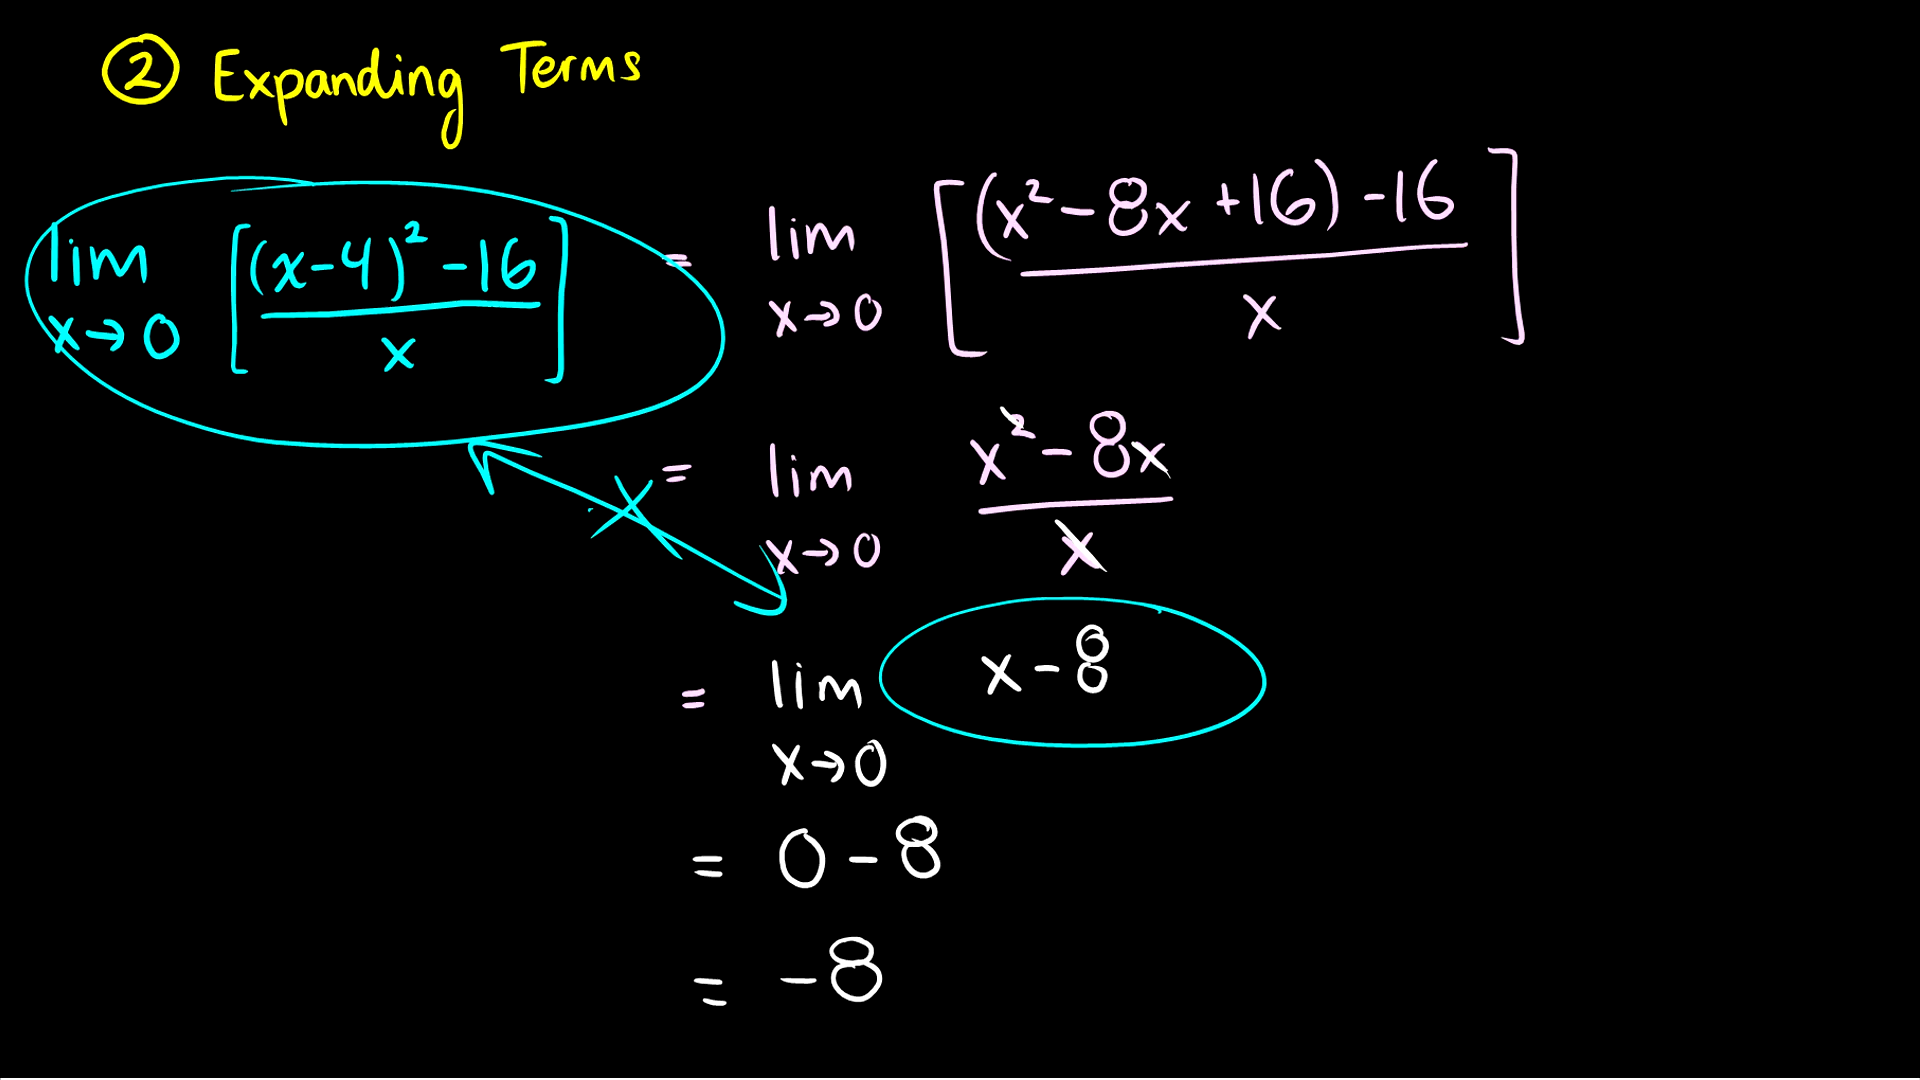 ② Expanding Terms
lim x→0 [((x-4)² -16)/x] = lim x→0 [((x² - 8x + 16) - 16)/x]
= lim x→0 (x² - 8x)/x
x
= lim x→0 x - 8
= 0 - 8
= -8